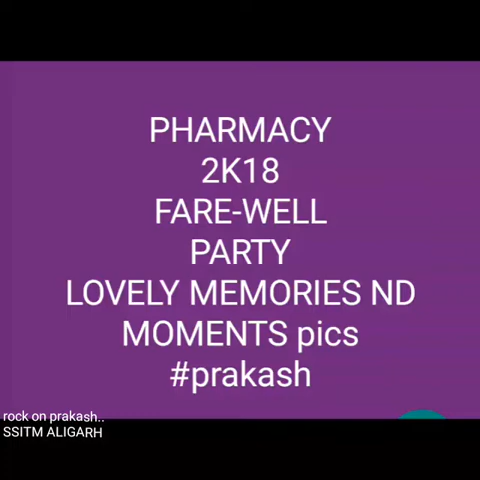 PHARMACY
2K18
FARE-WELL
PARTY
LOVELY MEMORIES ND
MOMENTS pics
#prakash
rock on prakash..
SSITM ALIGARH